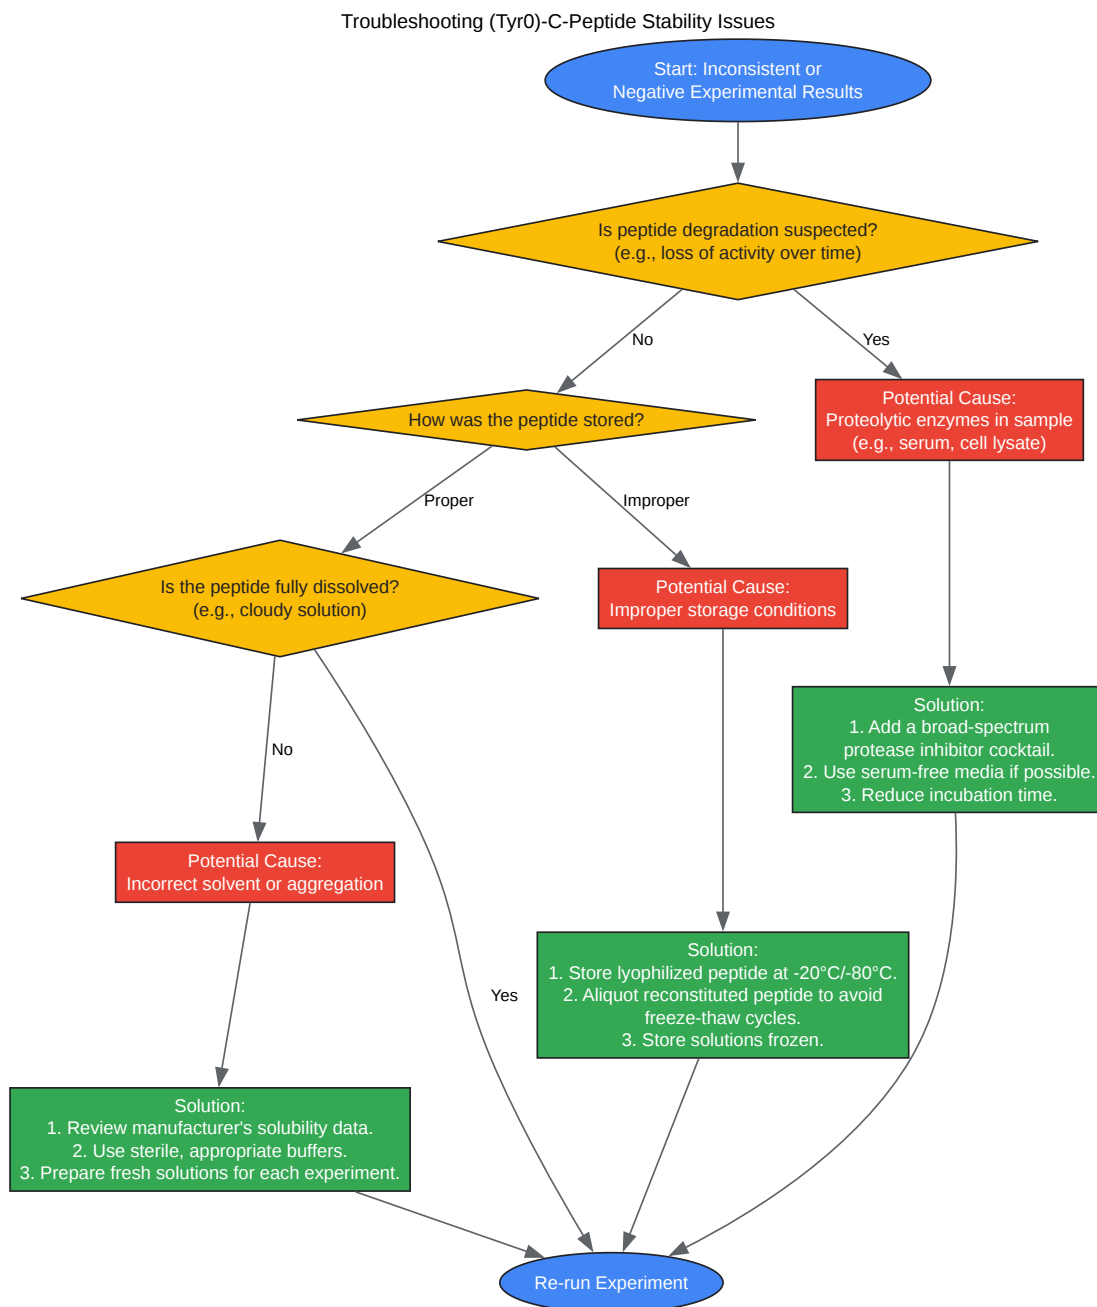 Troubleshooting (Tyr0)-C-Peptide Stability Issues
Start: Inconsistent or
Negative Experimental Results
Is peptide degradation suspected?
(e.g., loss of activity over time)
No
Yes
Potential Cause:
Proteolytic enzymes in sample
(e.g., serum, cell lysate)
How was the peptide stored?
Proper
Improper
Is the peptide fully dissolved?
(e.g., cloudy solution)
Potential Cause:
Improper storage conditions
Solution:
1. Add a broad-spectrum
protease inhibitor cocktail.
2. Use serum-free media if possible.
3. Reduce incubation time.
No
Potential Cause:
Incorrect solvent or aggregation
Yes
Solution:
1. Store lyophilized peptide at -20°C/-80°C.
2. Aliquot reconstituted peptide to avoid
freeze-thaw cycles.
3. Store solutions frozen.
Solution:
1. Review manufacturer's solubility data.
2. Use sterile, appropriate buffers.
3. Prepare fresh solutions for each experiment.
Re-run Experiment